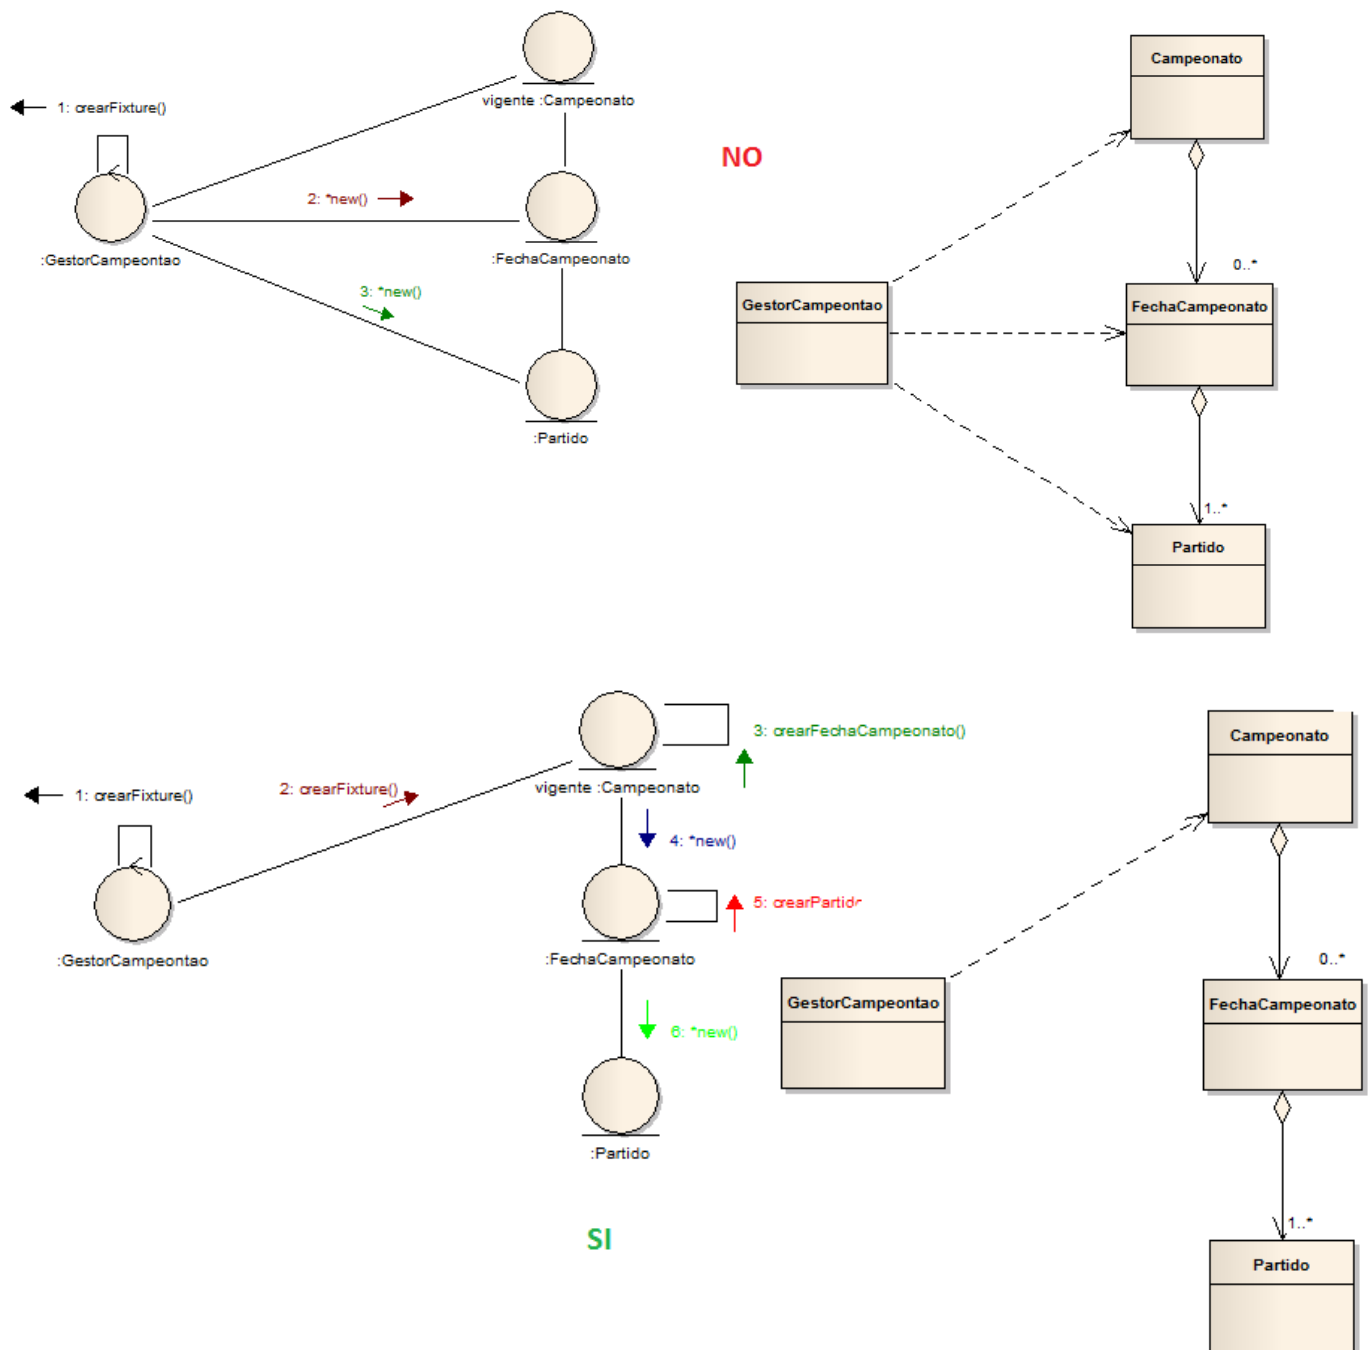 vigente :Campeonato
1: crearFixture()
:GestorCampeontao
2: *new()
:FechaCampeonato
3: *new()
:Partido
NO
Campeonato
0..*
GestorCampeontao
FechaCampeonato
1..*
Partido
3: crearFechaCampeonato()
vigente :Campeonato
1: crearFixture()
2: crearFixture()
4: *new()
:GestorCampeontao
5: crearPartido
:FechaCampeonato
6: *new()
:Partido
SI
Campeonato
0..*
GestorCampeontao
FechaCampeonato
1..*
Partido